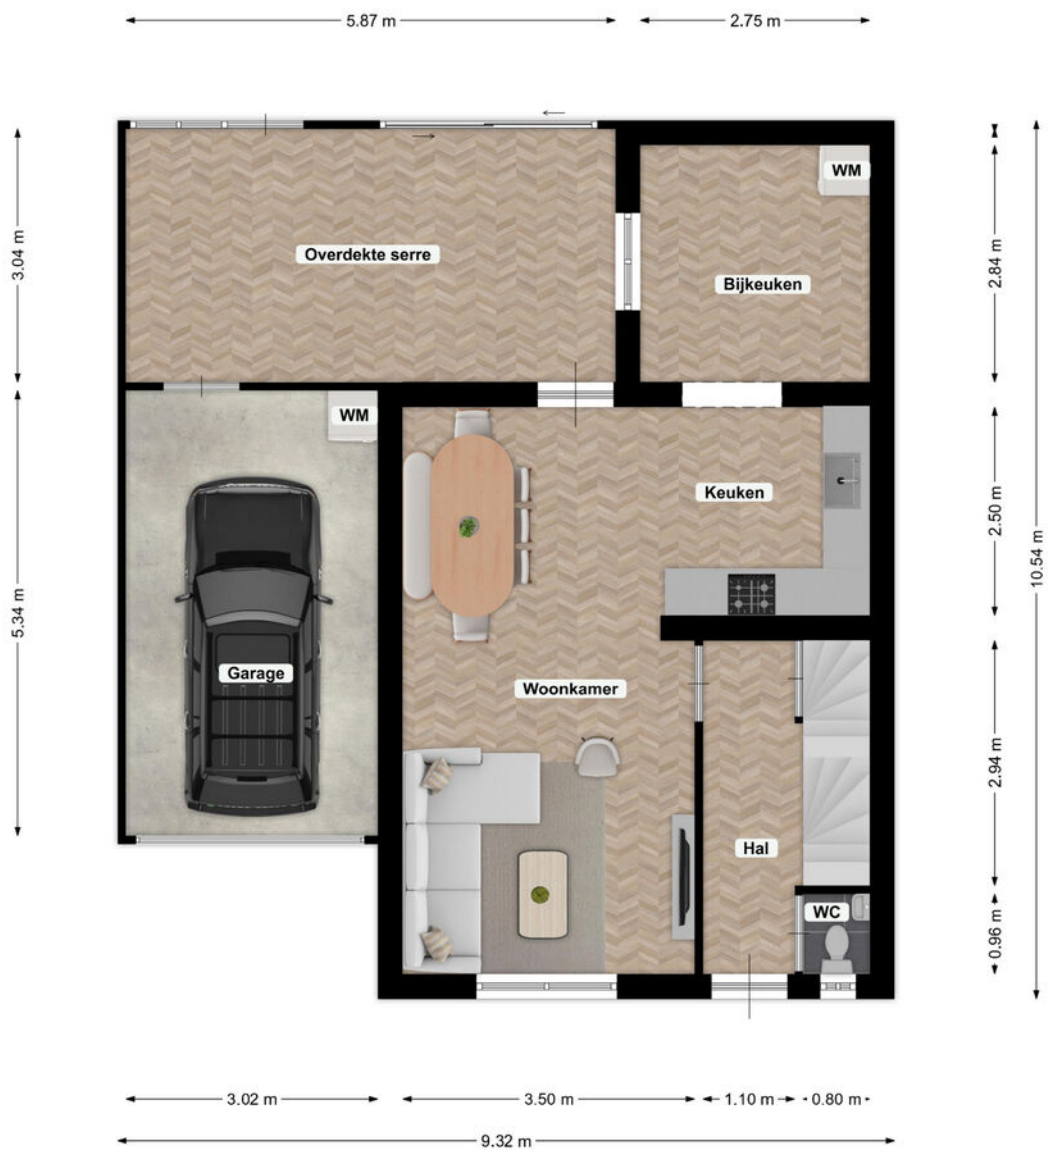 5.87 m
2.75 m
WM
3.04 m
Overdekte serre
2.84 m
Bijkeuken
WM
Keuken
2.50 m
10.54 m
5.34 m
Garage
Woonkamer
2.94 m
Hal
WC
0.96 m
3.02 m
3.50 m
1.10 m
0.80 m
9.32 m